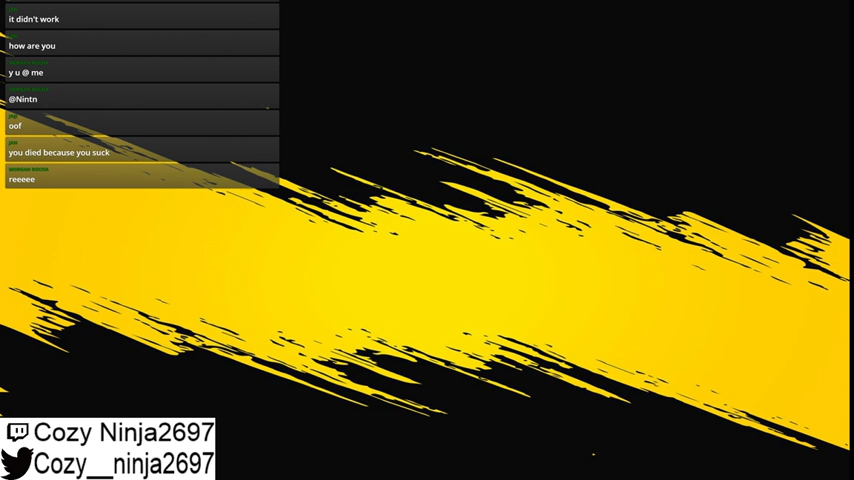 it didn't work
how are you
y u @ me
@Nintn
oof
you died because you suck
reeeee
Cozy Ninja2697
Cozy__ninja2697